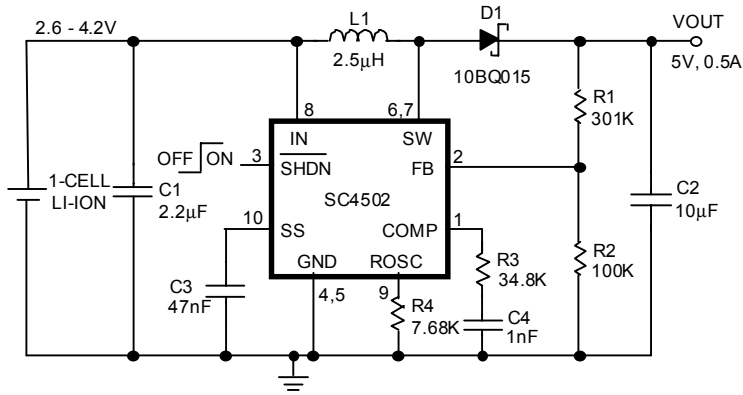 2.6 - 4.2V
L1
2.5µH
D1
10BQ015
VOUT
5V, 0.5A
8
6,7
IN
SW
R1
301K
OFF
ON
3
SHDN
FB
2
SC4502
1-CELL
LI-ION
C1
2.2µF
C2
10µF
10
SS
COMP
1
R2
100K
GND
ROSC
R3
34.8K
C3
47nF
4,5
9
R4
7.68K
C4
1nF